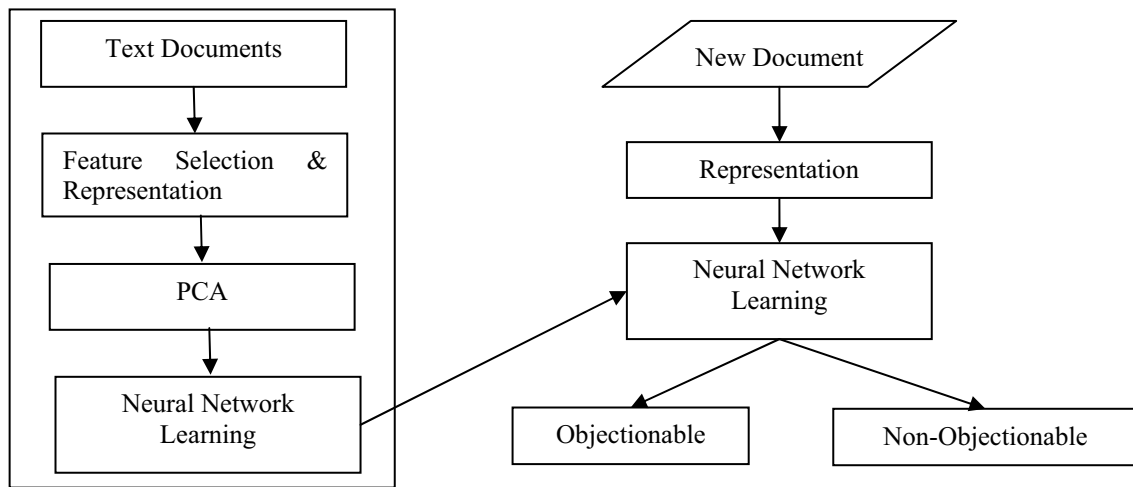 Text Documents
Feature Selection &
Representation
PCA
Neural Network
Learning
New Document
Representation
Neural Network
Learning
Objectionable
Non-Objectionable